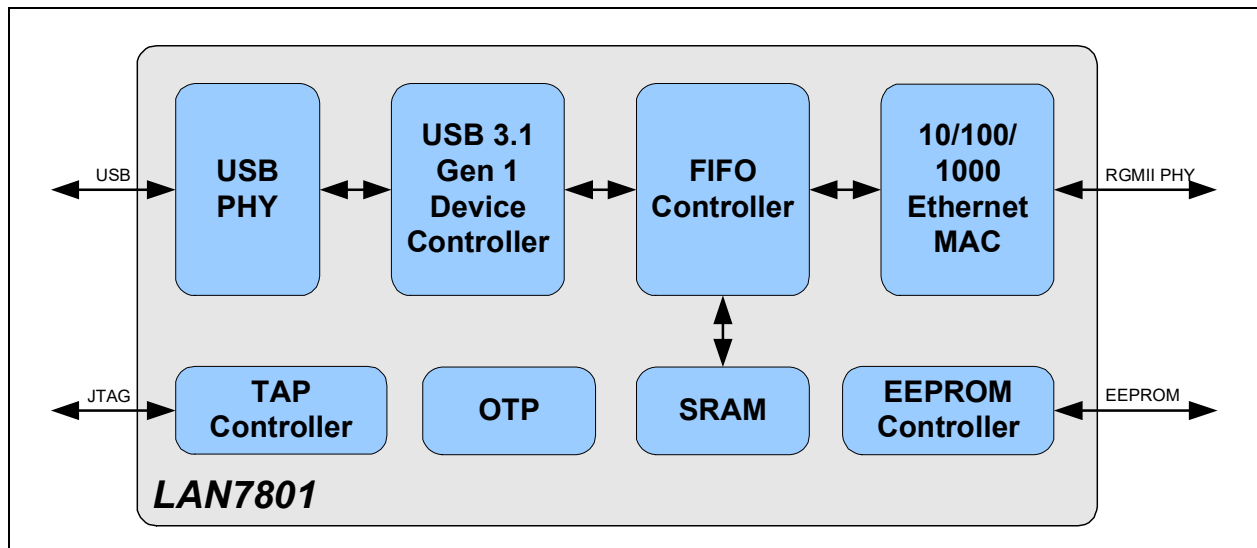 USB
USB
PHY
USB 3.1
Gen 1
Device
Controller
FIFO
Controller
10/100/
1000
Ethernet
MAC
RGMII PHY
JTAG
TAP
Controller
OTP
SRAM
EEPROM
Controller
EEPROM
LAN7801